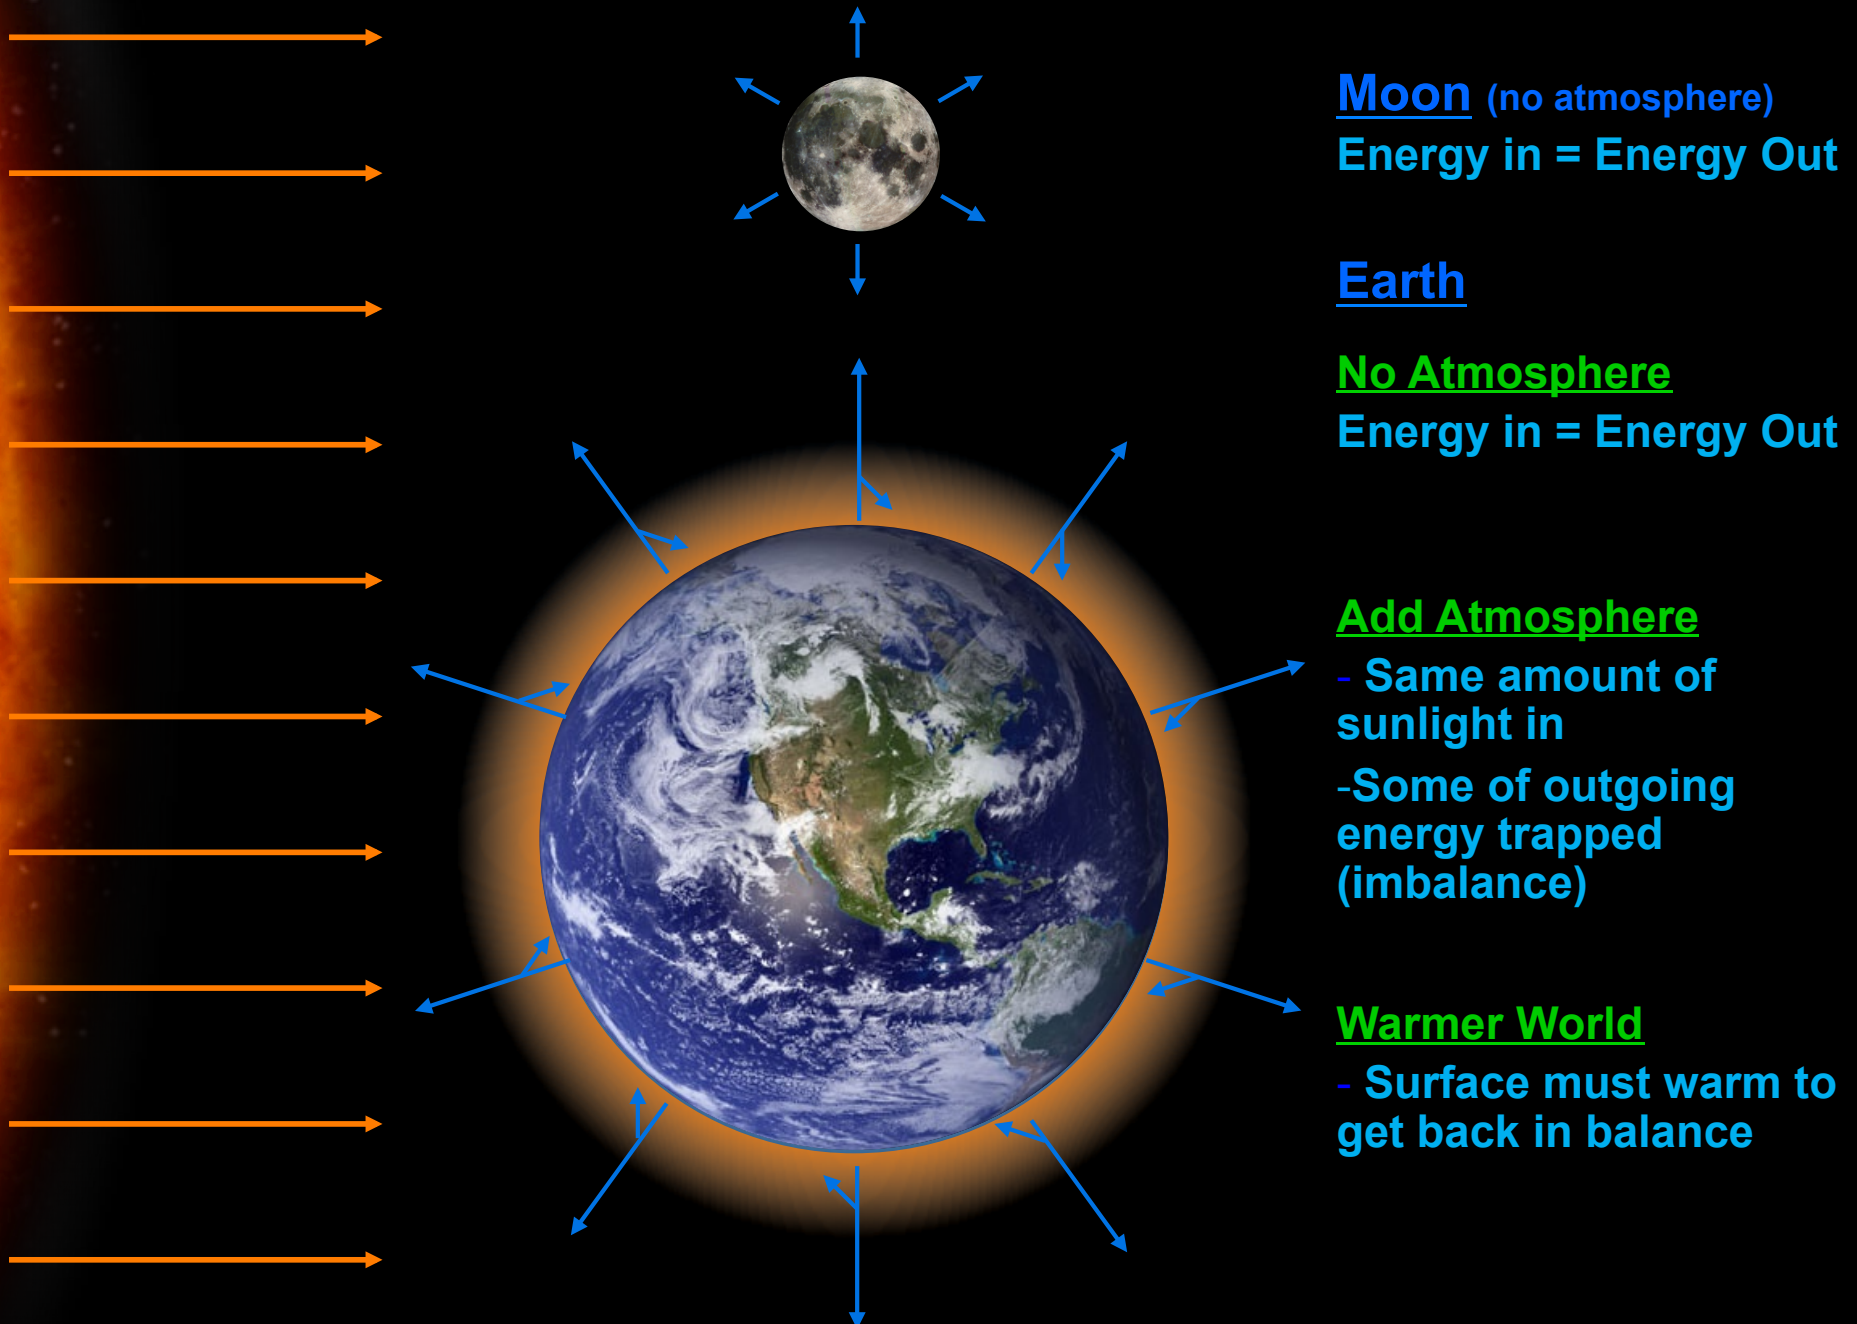 Moon (no atmosphere)
Energy in = Energy Out
Earth
No Atmosphere
Energy in = Energy Out
Add Atmosphere
- Same amount of
sunlight in
-Some of outgoing
energy trapped
(imbalance)
Warmer World
- Surface must warm to
get back in balance